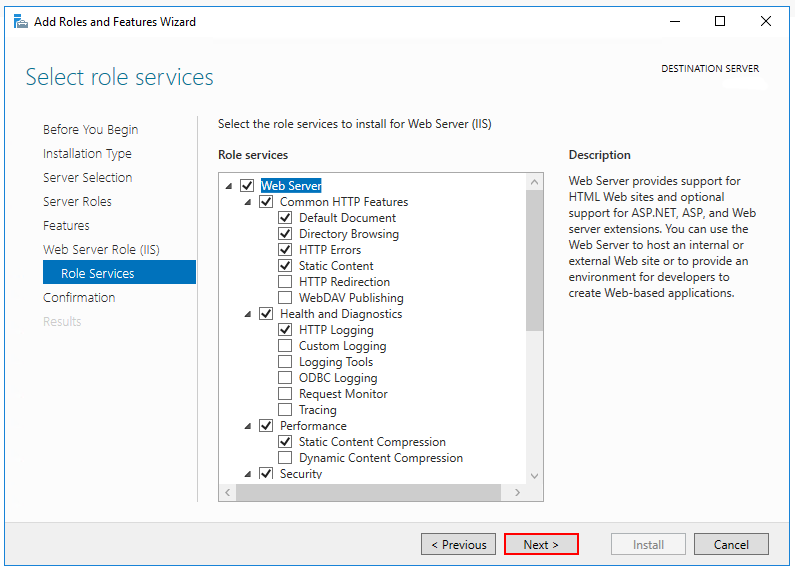 Add Roles and Features Wizard
Select role services
DESTINATION SERVER
Before You Begin
Installation Type
Server Selection
Server Roles
Features
Web Server Role (IIS)
Role Services
Confirmation
Results
Select the role services to install for Web Server (IIS)
Role services
Web Server
Common HTTP Features
Default Document
Directory Browsing
HTTP Errors
Static Content
HTTP Redirection
WebDAV Publishing
Health and Diagnostics
HTTP Logging
Custom Logging
Logging Tools
ODBC Logging
Request Monitor
Tracing
Performance
Static Content Compression
Dynamic Content Compression
Security
Description
Web Server provides support for
HTML Web sites and optional
support for ASP.NET, ASP, and Web
server extensions. You can use the
Web Server to host an internal or
external Web site or to provide an
environment for developers to
create Web-based applications.
< Previous
Next >
Install
Cancel